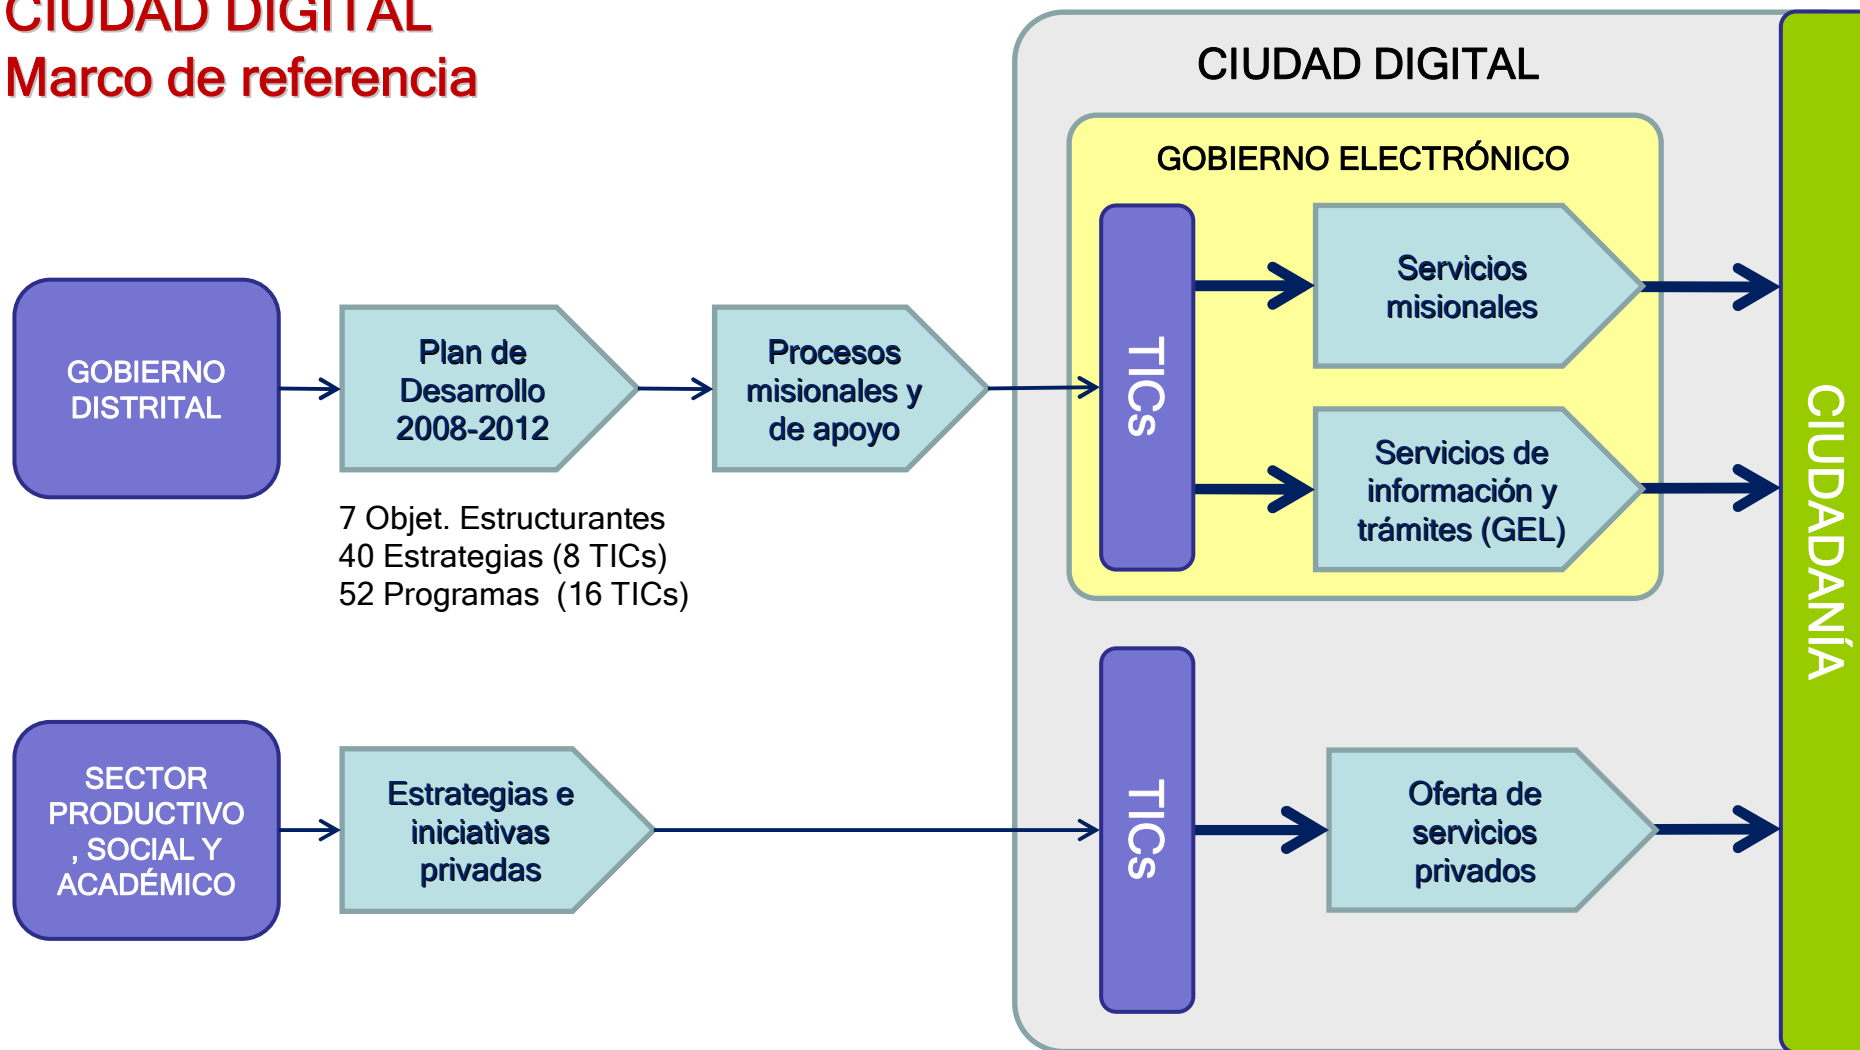 CIUDAD DIGITAL
Marco de referencia
CIUDAD DIGITAL
GOBIERNO ELECTRÓNICO
GOBIERNO
DISTRITAL
Plan de
Desarrollo
2008-2012
Procesos
misionales y
de apoyo
TICs
Servicios
misionales
Servicios de
información y
trámites (GEL)
7 Objet. Estructurantes
40 Estrategias (8 TICs)
52 Programas  (16 TICs)
SECTOR
PRODUCTIVO
, SOCIAL Y
ACADÉMICO
Estrategias e
iniciativas
privadas
TICs
Oferta de
servicios
privados
CIUDADANÍA